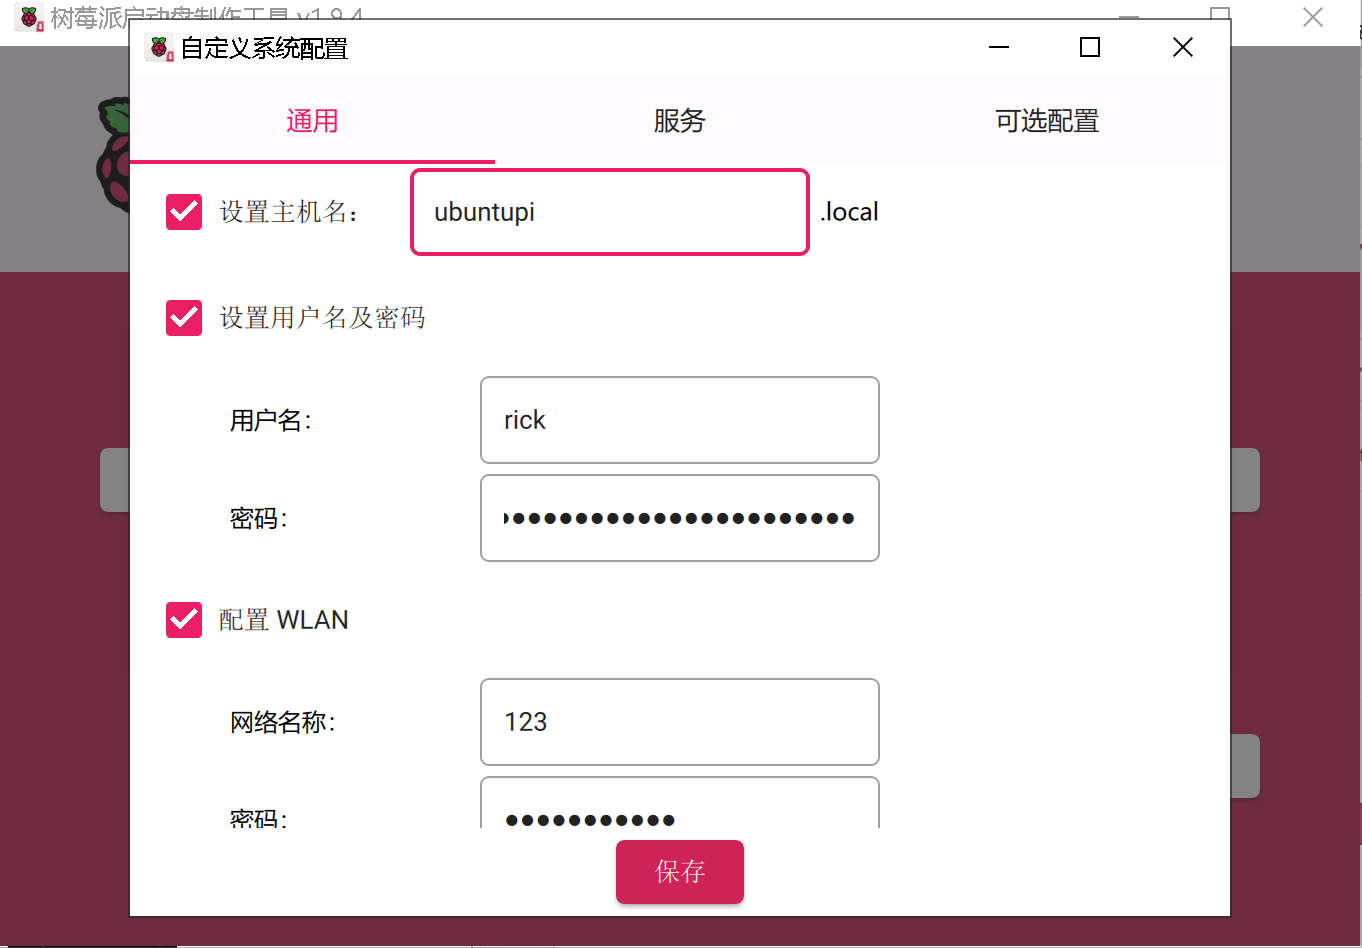 树莓派启动盘制作工具 v1.9.4
自定义系统配置
通用 服务 可选配置
设置主机名： ubuntupi .local
设置用户名及密码
用户名： rick
密码： ●●●●●●●●●●●●●●●●●●●●●●●
配置 WLAN
网络名称： 123
密码： ●●●●●●●●●●●
保存